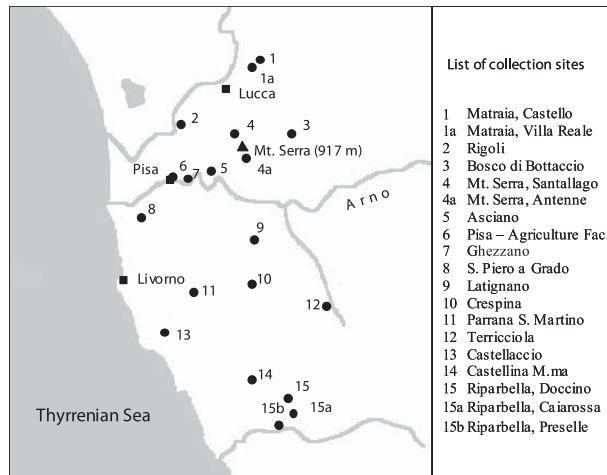 1
1a
Lucca
2
4
3
Mt. Serra (917 m)
4a
Pisa
6
7
5
Arno
8
9
Livorno
10
11
12
13
14
15
15a
15b
Thyrrenian Sea
List of collection sites
1 Matraia, Castello
1a Matraia, Villa Reale
2 Rigoli
3 Bosco di Bottaccio
4 Mt. Serra, Santallago
4a Mt. Serra, Antenne
5 Asciano
6 Pisa – Agriculture Fac.
7 Ghezzano
8 S. Piero a Grado
9 Latignano
10 Crespina
11 Parrana S. Martino
12 Terricciola
13 Castellaccio
14 Castellina M.ma
15 Riparbella, Doccino
15a Riparbella, Caiarossa
15b Riparbella, Preselle